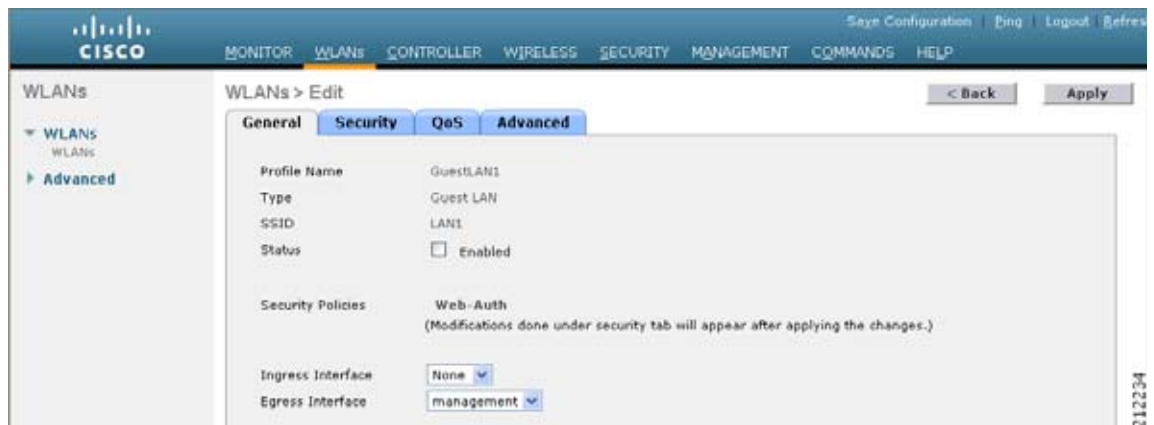 Save Configuration Ping Logout Refres
CISCO MONITOR WLANs CONTROLLER WIRELESS SECURITY MANAGEMENT COMMANDS HELP
WLANs
WLANs > Edit
< Back
Apply
General Security QoS Advanced
WLANs
WLANs
Advanced
Profile Name GuestLAN1
Type Guest LAN
SSID LAN1
Status Enabled
Security Policies Web-Auth
(Modifications done under security tab will appear after applying the changes.)
Ingress Interface None
Egress Interface management
212234